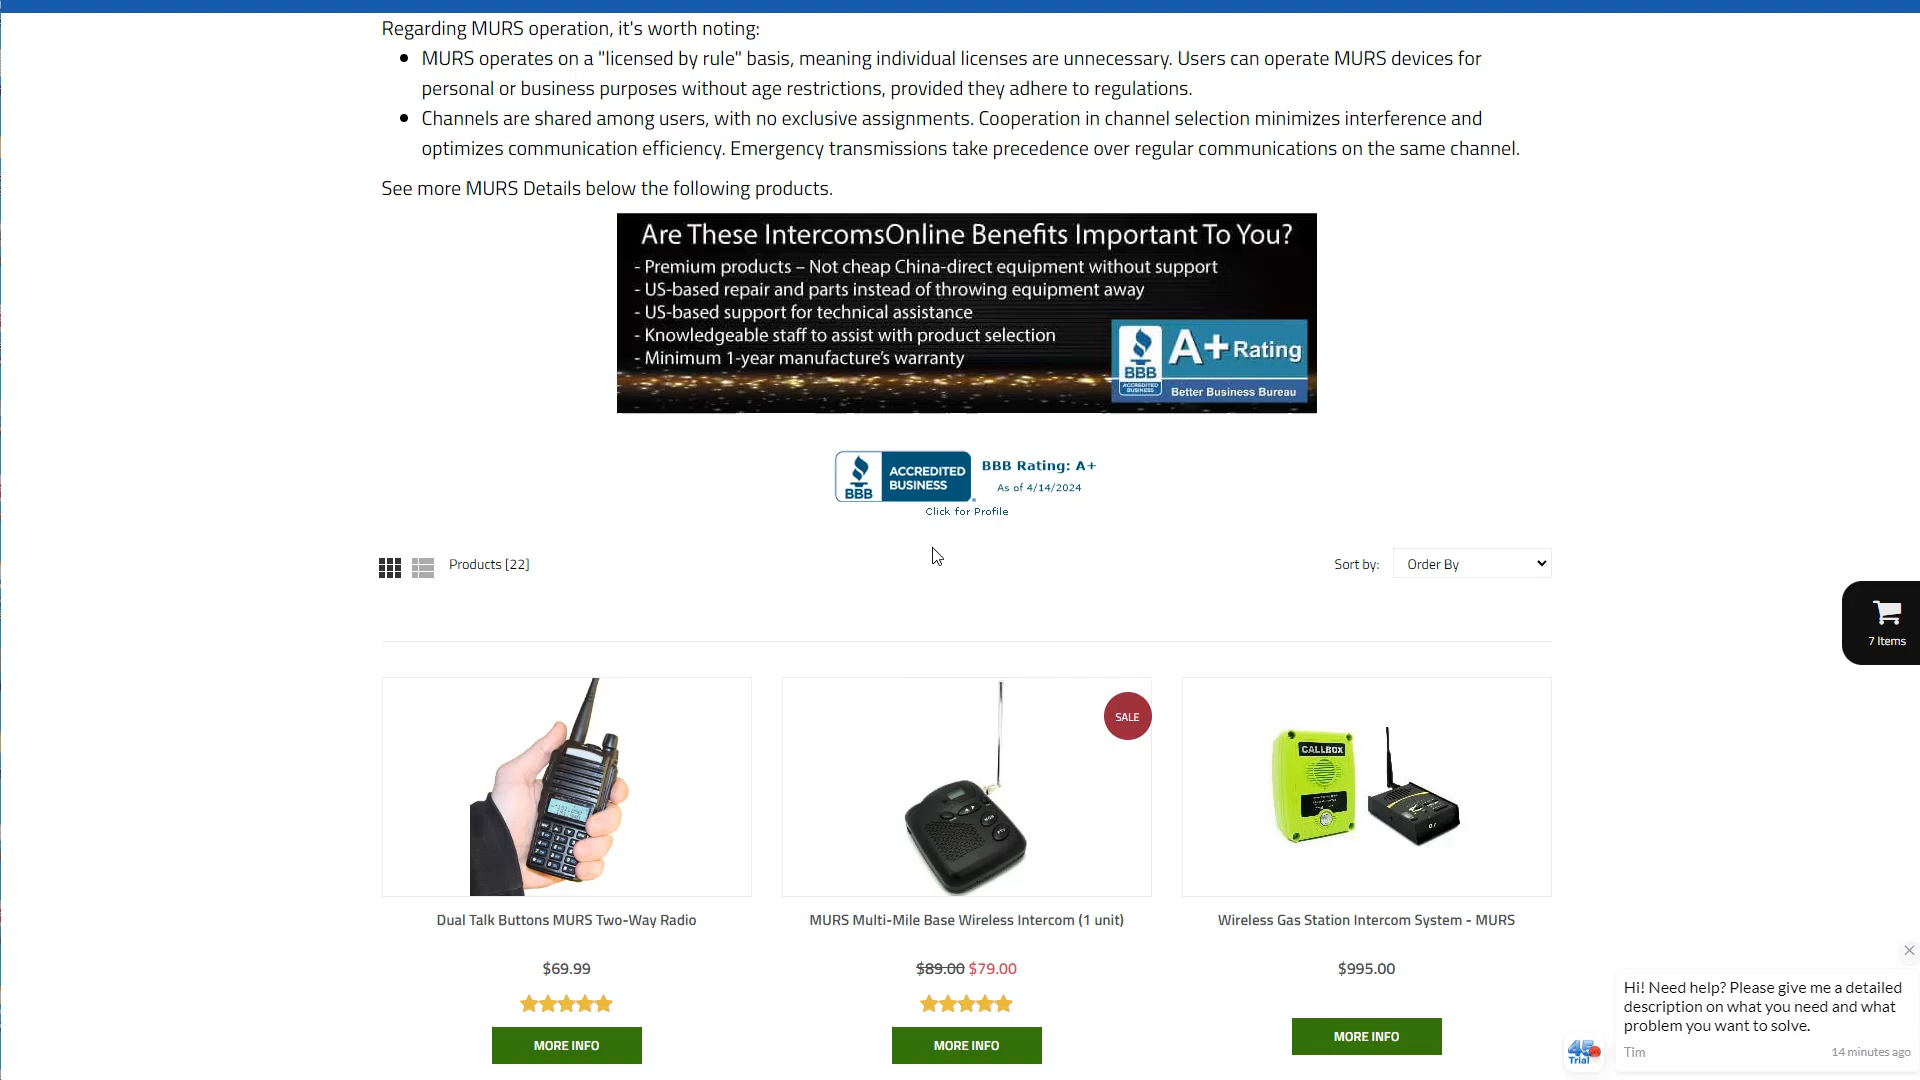 Regarding MURS operation, it's worth noting:
MURS operates on a "licensed by rule" basis, meaning individual licenses are unnecessary. Users can operate MURS devices for
personal or business purposes without age restrictions, provided they adhere to regulations.
Channels are shared among users, with no exclusive assignments. Cooperation in channel selection minimizes interference and
optimizes communication efficiency. Emergency transmissions take precedence over regular communications on the same channel.
See more MURS Details below the following products.
Are These IntercomsOnline Benefits Important To You?
- Premium products – Not cheap China-direct equipment without support
- US-based repair and parts instead of throwing equipment away
- US-based support for technical assistance
- Knowledgeable staff to assist with product selection
- Minimum 1-year manufacture's warranty
BBB
ACCREDITED
BUSINESS
A+ Rating
Better Business Bureau
BBB
ACCREDITED
BUSINESS
BBB Rating: A+
As of 4/14/2024
Click for Profile
Products [22]
Sort by:
Order By
7 Items
SALE
CALLBOX
Dual Talk Buttons MURS Two-Way Radio
MURS Multi-Mile Base Wireless Intercom (1 unit)
Wireless Gas Station Intercom System - MURS
$69.99
$89.00 $79.00
$995.00
MORE INFO
MORE INFO
MORE INFO
Hi! Need help? Please give me a detailed
description on what you need and what
problem you want to solve.
Tim
14 minutes ago
45
Trial